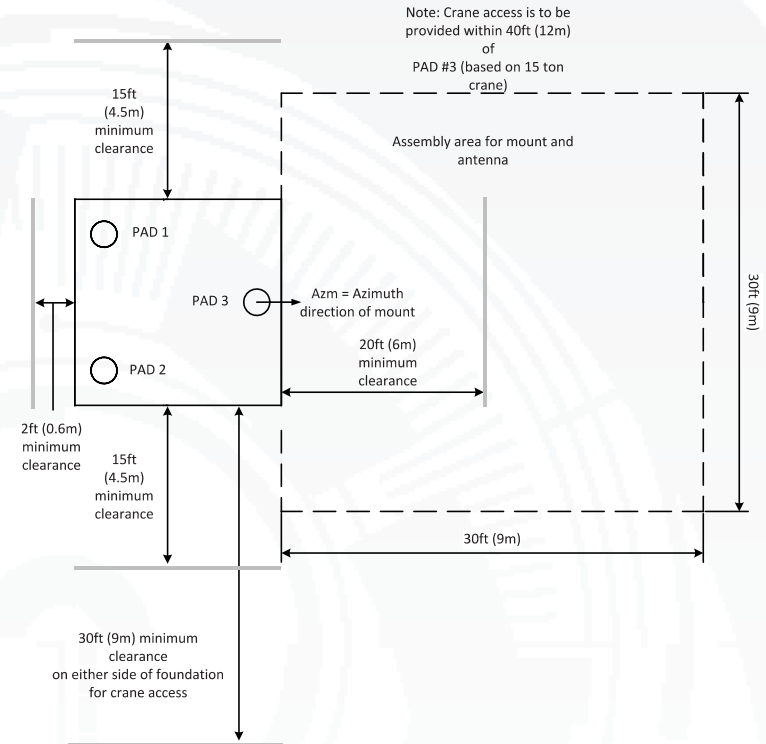 Note: Crane access is to be
provided within 40ft (12m)
of
PAD #3 (based on 15 ton
crane)
15ft
(4.5m)
minimum
clearance
Assembly area for mount and
antenna
PAD 1
PAD 3
Azm = Azimuth
direction of mount
30ft (9m)
20ft (6m)
minimum
clearance
PAD 2
2ft (0.6m)
minimum
clearance
15ft
(4.5m)
minimum
clearance
30ft (9m)
30ft (9m) minimum
clearance
on either side of foundation
for crane access